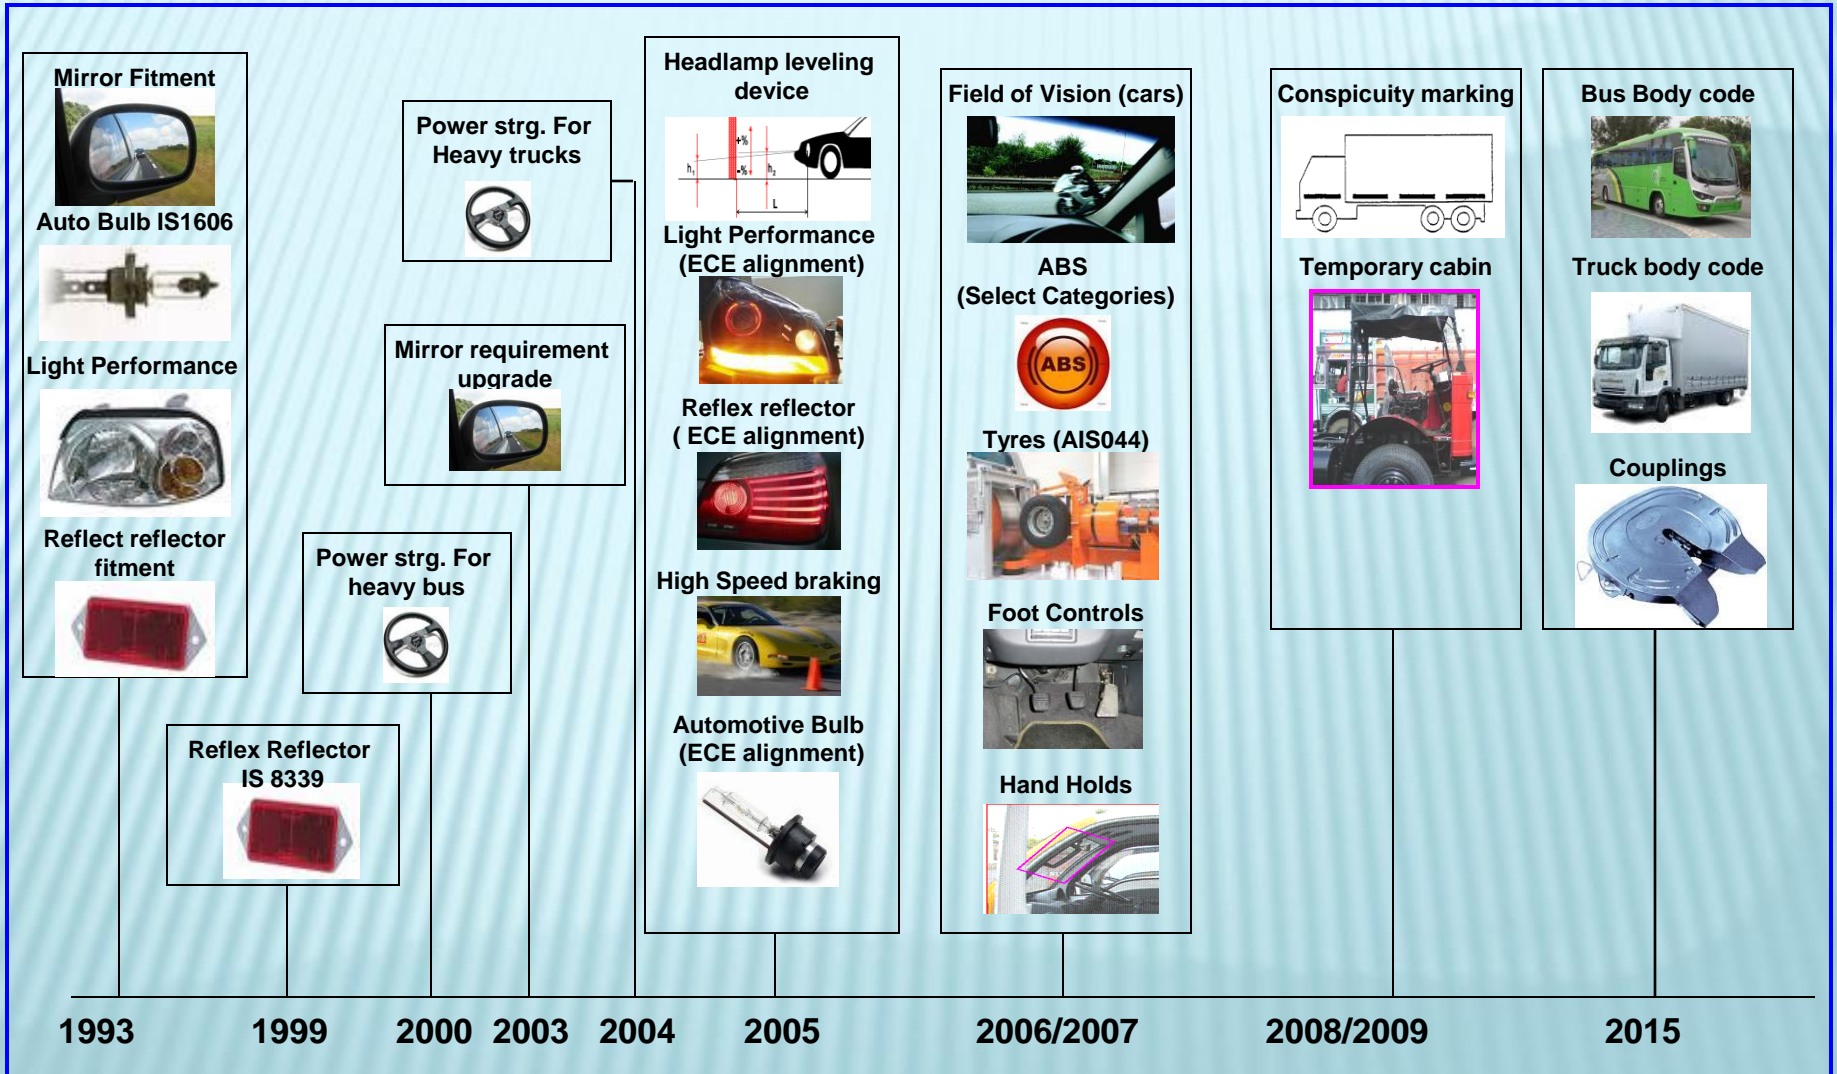 Mirror Fitment
Auto Bulb IS1606
Light Performance
Reflect reflector
fitment
Reflex Reflector
IS 8339
Power strg. For
heavy bus
Mirror requirement
upgrade
Power strg. For
Heavy trucks
Headlamp leveling
device
+%
-%
h1
h2
L
Light Performance
(ECE alignment)
Reflex reflector
( ECE alignment)
High Speed braking
Automotive Bulb
(ECE alignment)
Field of Vision (cars)
ABS
(Select Categories)
ABS
Tyres (AIS044)
Foot Controls
Hand Holds
Conspicuity marking
Temporary cabin
Bus Body code
Truck body code
Couplings
1993
1999
2000
2003
2004
2005
2006/2007
2008/2009
2015